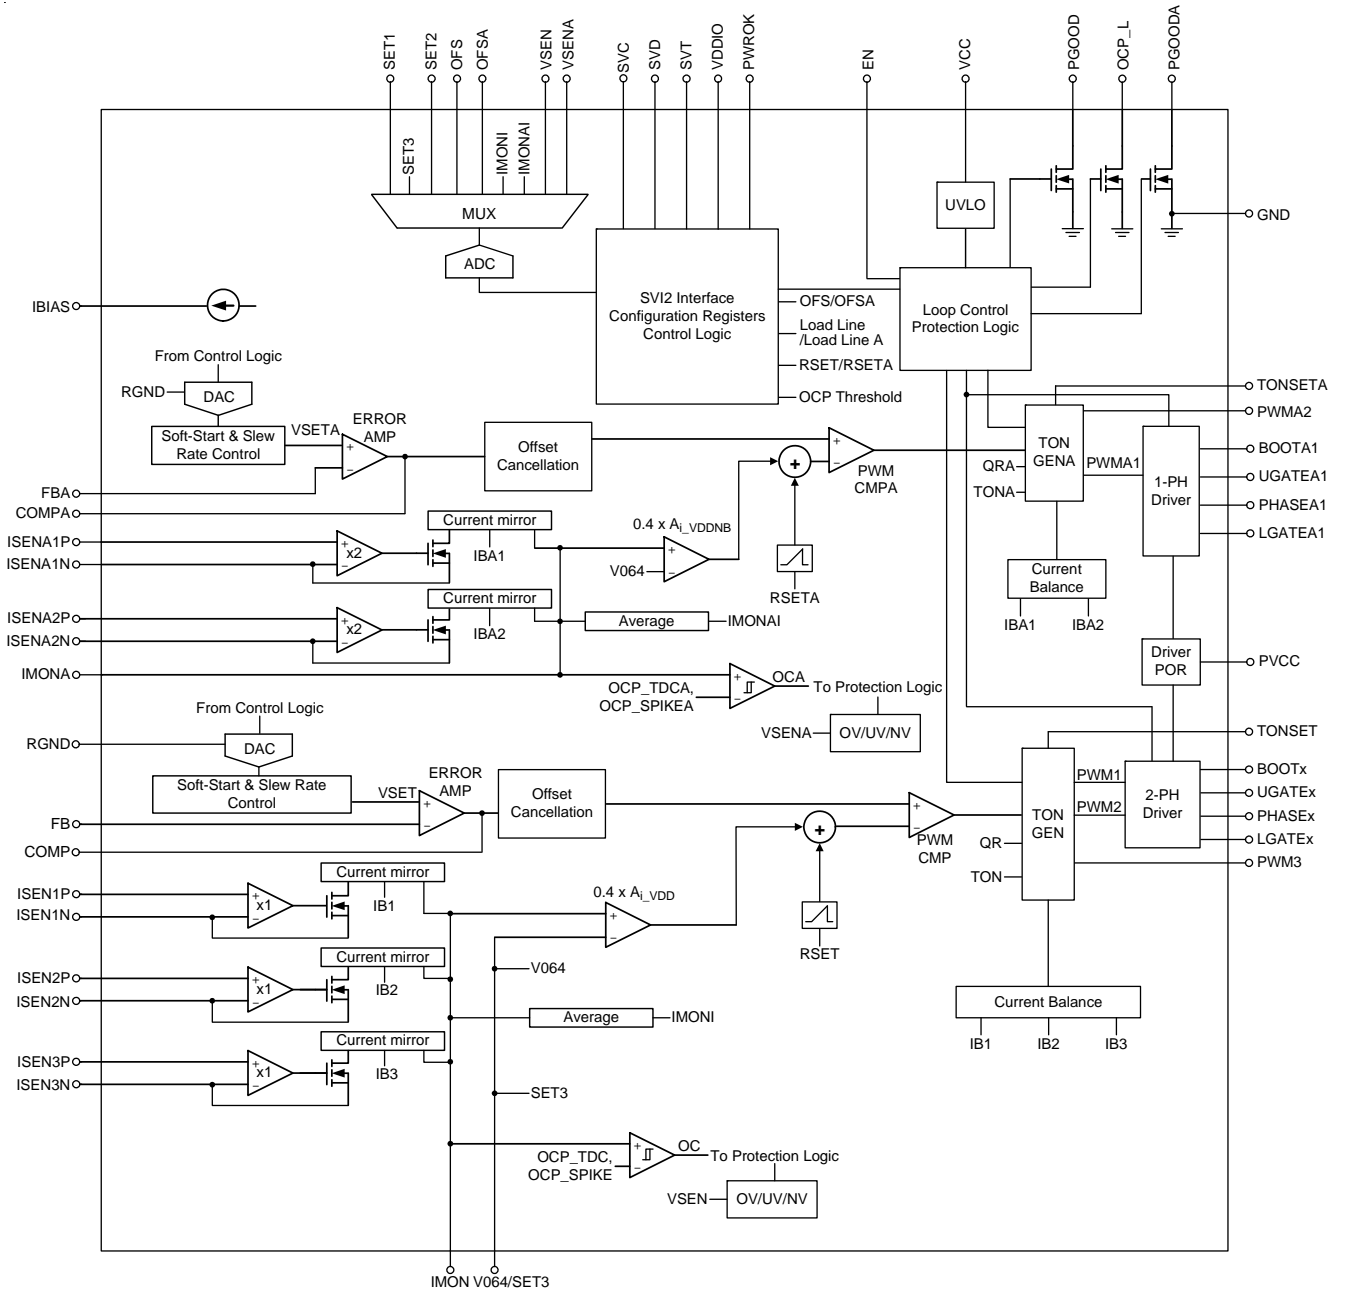 SET1
SET2
OFS
OFSA
VSEN
VSENA
SVC
SVD
SVT
VDDIO
PWROK
EN
VCC
PGOOD
OCP_L
PGOODA
SET3
IMONI
IMONAI
MUX
ADC
UVLO
GND
IBIAS
SVI2 Interface
Configuration Registers
Control Logic
OFS/OFSA
Load Line
/Load Line A
RSET/RSETA
OCP Threshold
Loop Control
Protection Logic
From Control Logic
RGND
DAC
Soft-Start & Slew
Rate Control
VSETA
ERROR
AMP
+
−
Offset
Cancellation
+
−
PWM
CMPA
+
TON
GENA
QRA
TONA
PWMA1
1-PH
Driver
TONSETA
PWMA2
BOOTA1
UGATEA1
PHASEA1
LGATEA1
FBA
COMPA
ISENA1P
ISENA1N
+
−
x2
Current mirror
IBA1
0.4 x Ai_VDDNB
+
−
V064
RSETA
Current
Balance
IBA1
IBA2
ISENA2P
ISENA2N
+
−
x2
Current mirror
IBA2
Average
IMONAI
Driver
POR
PVCC
IMONA
OCP_TDCA,
OCP_SPIKEA
+
−
OCA
To Protection Logic
VSENA
OV/UV/NV
From Control Logic
RGND
DAC
Soft-Start & Slew Rate
Control
VSET
ERROR
AMP
+
−
Offset
Cancellation
+
−
PWM
CMP
+
TON
GEN
QR
TON
PWM1
PWM2
2-PH
Driver
TONSET
BOOTx
UGATEx
PHASEx
LGATEx
PWM3
FB
COMP
ISEN1P
ISEN1N
+
−
x1
Current mirror
IB1
0.4 x Ai_VDD
+
−
RSET
V064
ISEN2P
ISEN2N
+
−
x1
Current mirror
IB2
Average
IMONI
Current Balance
IB1
IB2
IB3
ISEN3P
ISEN3N
+
−
x1
Current mirror
IB3
SET3
OCP_TDC,
OCP_SPIKE
+
−
OC
To Protection Logic
VSEN
OV/UV/NV
IMON
V064/SET3